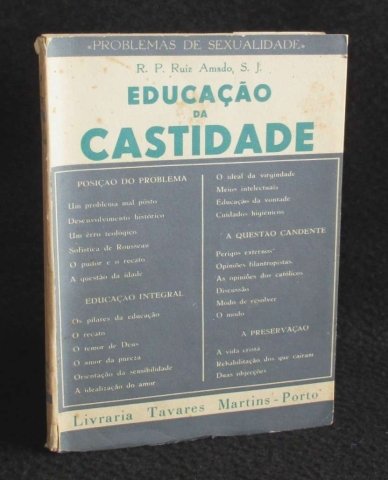 «PROBLEMAS DE SEXUALIDADE»
R. P. Ruiz Amado, S. J.
EDUCAÇÃO
DA
CASTIDADE
POSIÇÃO DO PROBLEMA
Um problema mal posto
Desenvolvimento histórico
Um êrro teológico
Sofística de Rousseau
O pudor e o recato
A questão da idade
EDUCAÇÃO INTEGRAL
Os pilares da educação
O recato
O temor de Deus
O amor da pureza
Orientação da sensibilidade
A idealização do amor
O ideal da virgindade
Meios intelectuais
Educação da vontade
Cuidados higiénicos
A QUESTÃO CANDENTE
Perigos externos
Opiniões filantropistas
As opiniões dos católicos
Discussão
Modo de resolver
O modo
A PRESERVAÇÃO
A vida cristã
Rehabilitação dos que caíram
Duas objecções
Livraria Tavares Martins - Porto